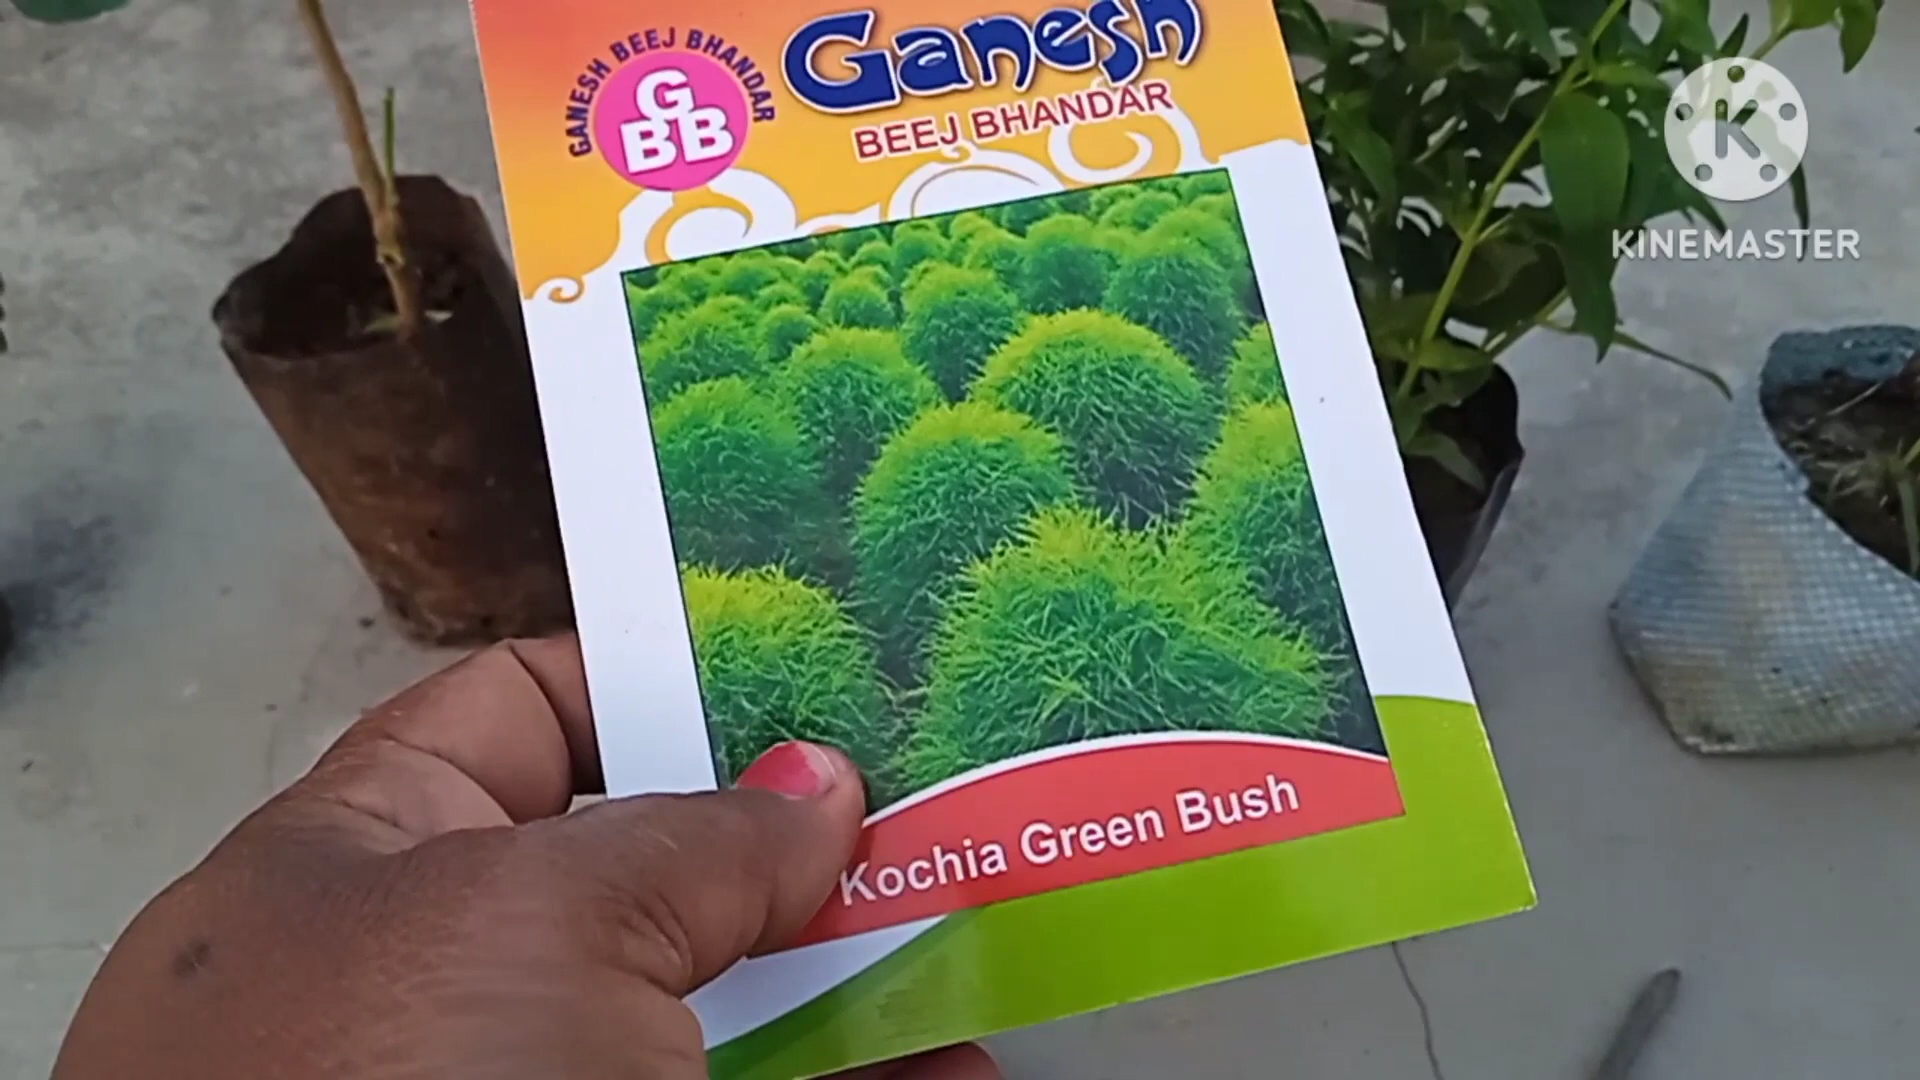 GANESH BEEJ BHANDAR
G
BB
Ganesh
BEEJ BHANDAR
K
KINEMASTER
Kochia Green Bush